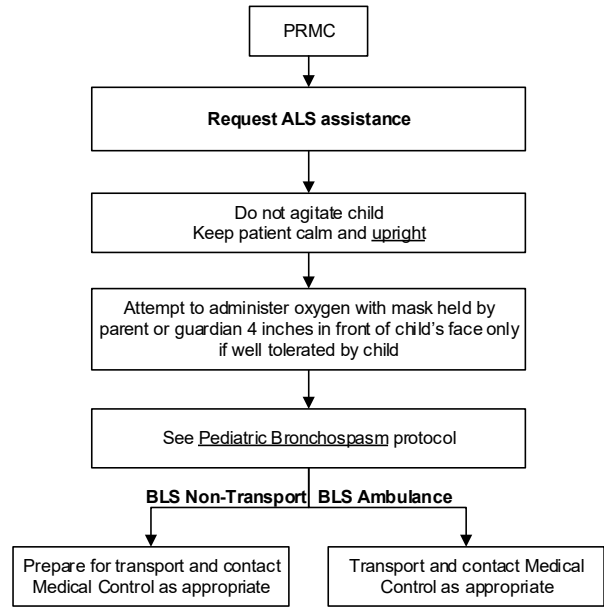 PRMC
Request ALS assistance
Do not agitate child
Keep patient calm and upright
Attempt to administer oxygen with mask held by
parent or guardian 4 inches in front of child's face only
if well tolerated by child
See Pediatric Bronchospasm protocol
BLS Non-Transport
BLS Ambulance
Prepare for transport and contact
Medical Control as appropriate
Transport and contact Medical
Control as appropriate